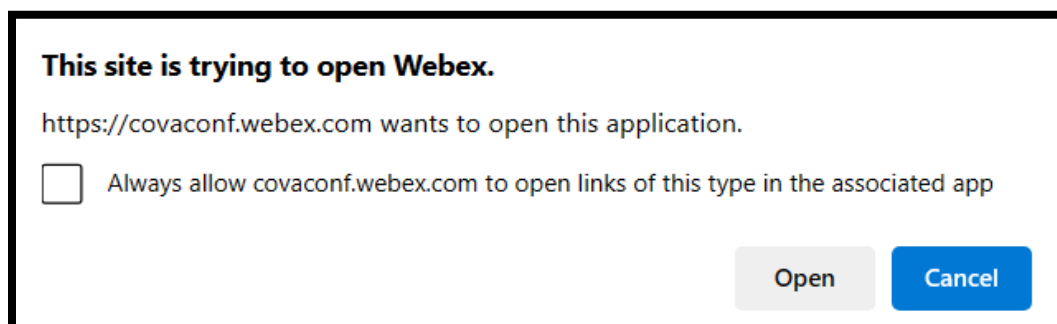 This site is trying to open Webex.
https://covaconf.webex.com wants to open this application.
Always allow covaconf.webex.com to open links of this type in the associated app
Open
Cancel